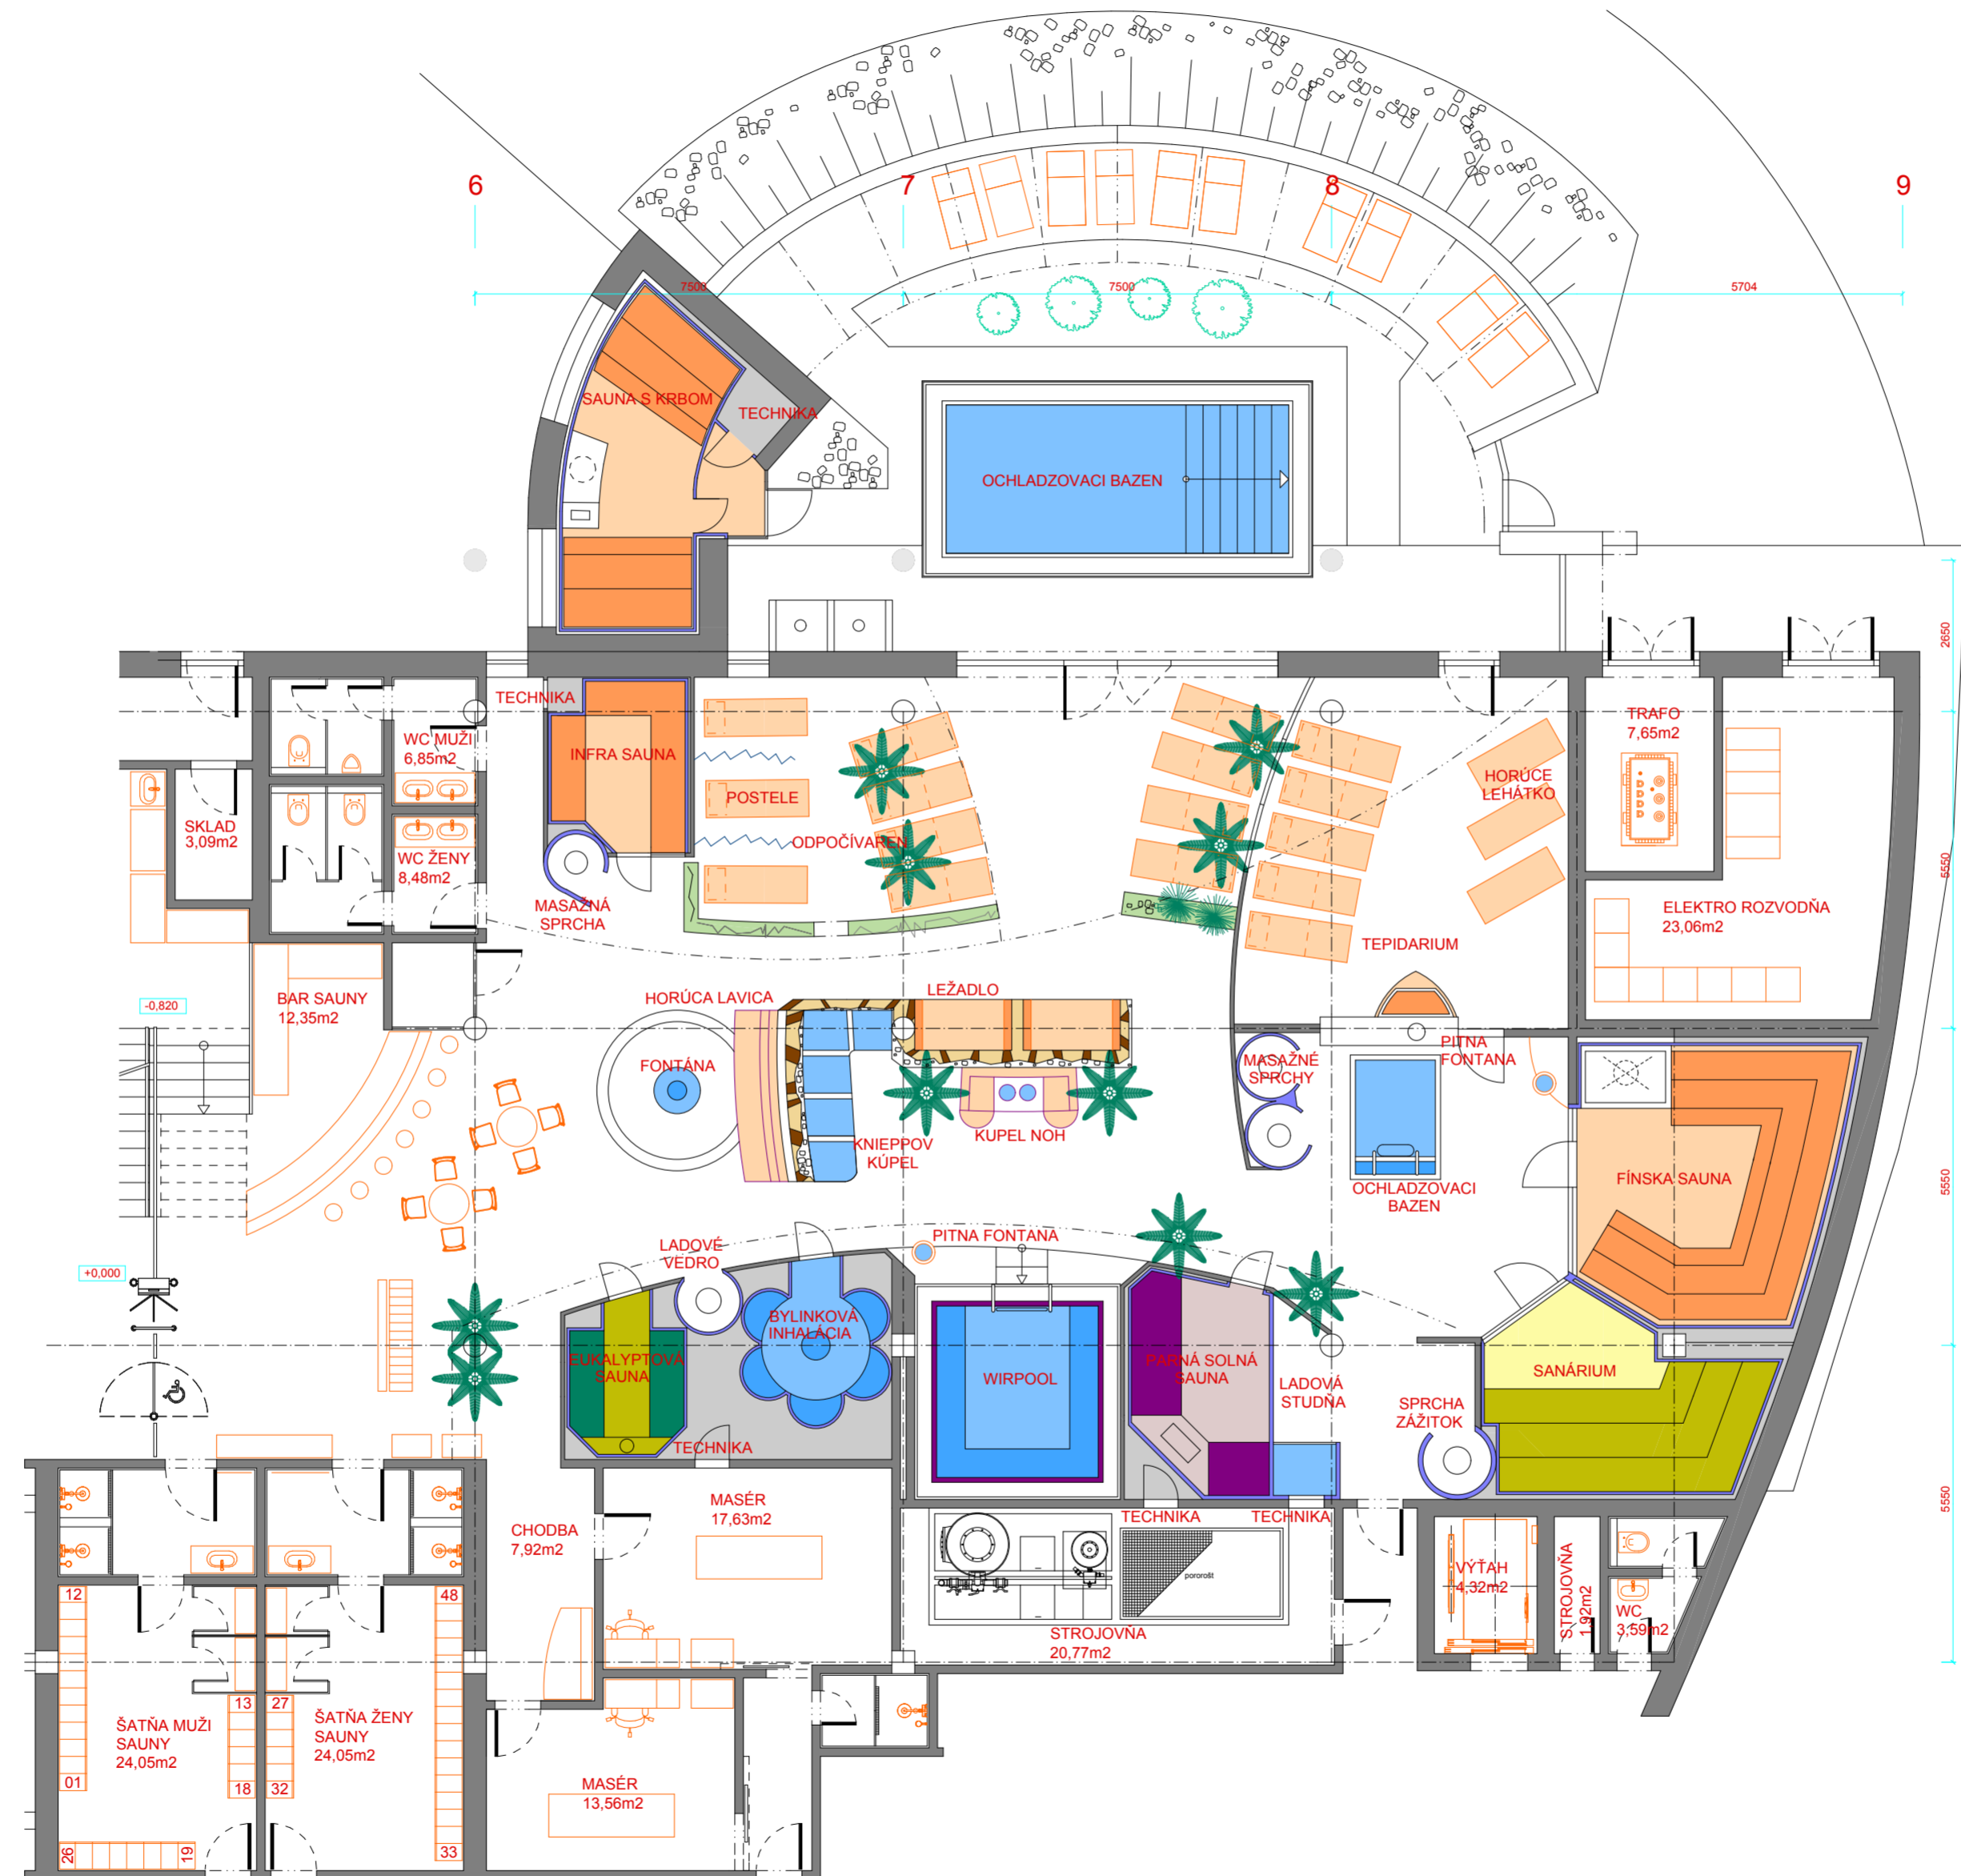 6
7
8
9
7500
7500
5704
SAUNA S KRBOM
TECHNIKA
OCHLADZOVACI BAZEN
2650
TECHNIKA
WC MUŽI
6,85m2
INFRA SAUNA
POSTELE
ODPOČÍVAREŇ
HORÚCE
LEHÁTKO
TRAFO
7,65m2
SKLAD
3,09m2
WC ŽENY
8,48m2
5550
MASÁŽNÁ
SPRCHA
ELEKTRO ROZVODŇA
23,06m2
TEPIDARIUM
-0,820
BAR SAUNY
12,35m2
HORÚCA LAVICA
LEŽADLO
FONTÁNA
MASÁŽNÉ
SPRCHY
PITNA
FONTANA
KNIEPPOV
KÚPEL
KUPEL NOH
OCHLADZOVACI
BAZEN
FÍNSKA SAUNA
5550
LADOVÉ
VEDRO
PITNA FONTANA
+0,000
BYLINKOVÁ
INHALÁCIA
EUKALYPTOVÁ
SAUNA
WIRPOOL
PARNÁ SOLNÁ
SAUNA
LADOVÁ
STUDŇA
SANÁRIUM
SPRCHA
ZÁŽITOK
TECHNIKA
5550
MASÉR
17,63m2
CHODBA
7,92m2
TECHNIKA
TECHNIKA
pororošt
STROJOVŇA
20,77m2
VÝŤAH
4,32m2
STROJOVŇA
1,92m2
WC
3,59m2
12
48
13
27
ŠATŇA MUŽI
SAUNY
24,05m2
ŠATŇA ŽENY
SAUNY
24,05m2
01
18
32
MASÉR
13,56m2
26
19
33